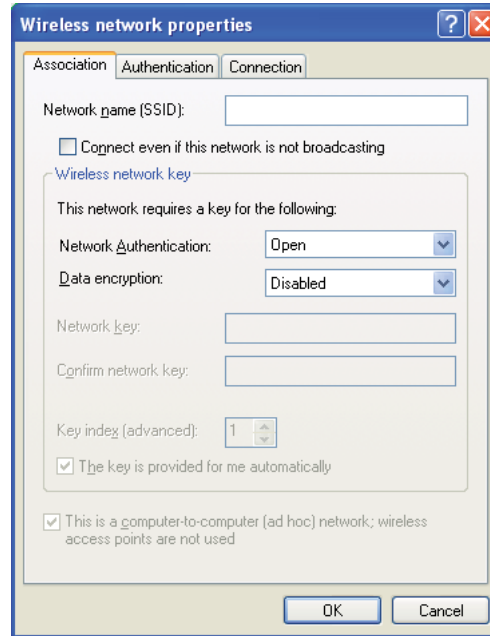 Wireless network properties
Association Authentication Connection
Network name (SSID):
Connect even if this network is not broadcasting
Wireless network key
This network requires a key for the following:
Network Authentication: Open
Data encryption: Disabled
Network key:
Confirm network key:
Key index (advanced): 1
The key is provided for me automatically
This is a computer-to-computer (ad hoc) network; wireless
access points are not used
OK Cancel